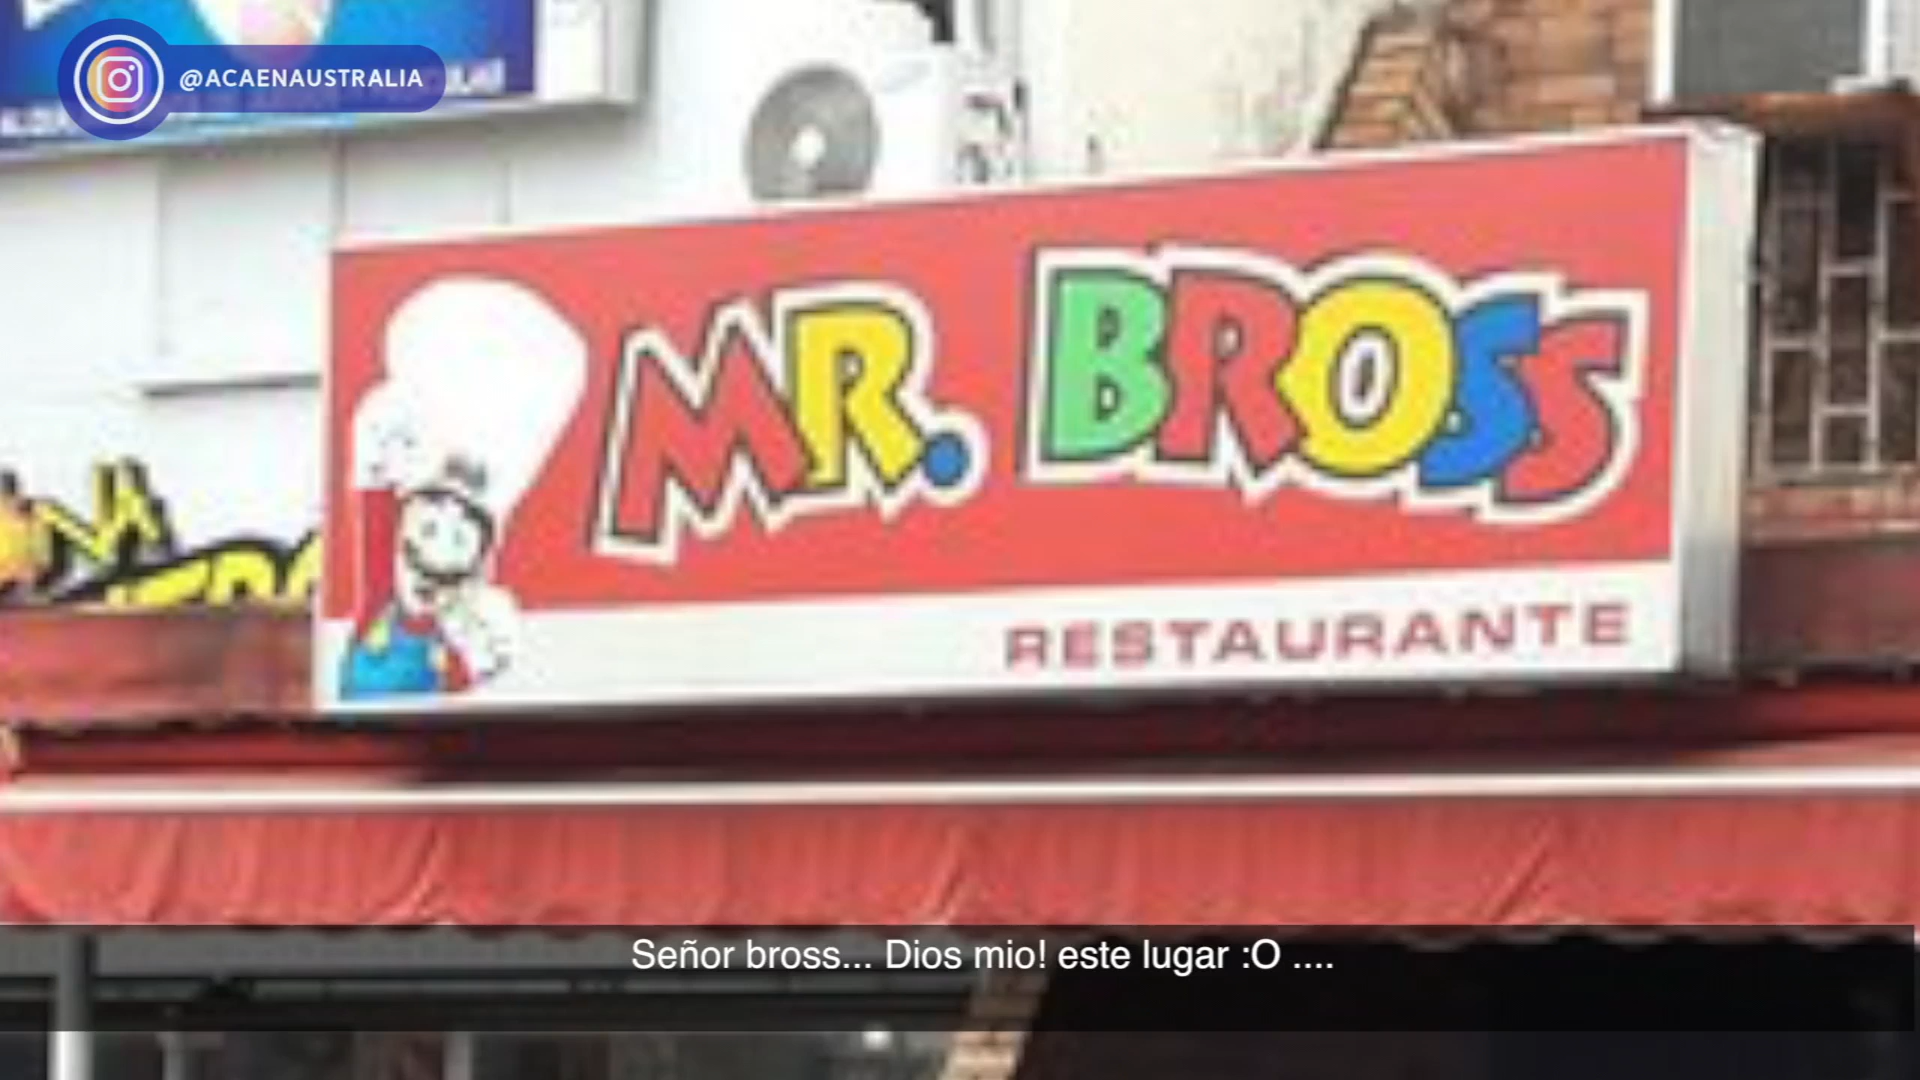 @ACAENAUSTRALIA
MR. BROSS
RESTAURANTE
Señor bross... Dios mio! este lugar :O ....